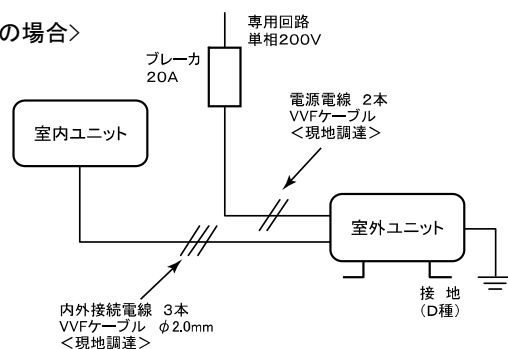 の場合>
専用回路
単相200V
ブレーカ
20A
電源電線 2本
VVFケーブル
<現地調達>
室内ユニット
室外ユニット
接 地
(D種)
内外接続電線 3本
VVFケーブル φ2.0mm
<現地調達>